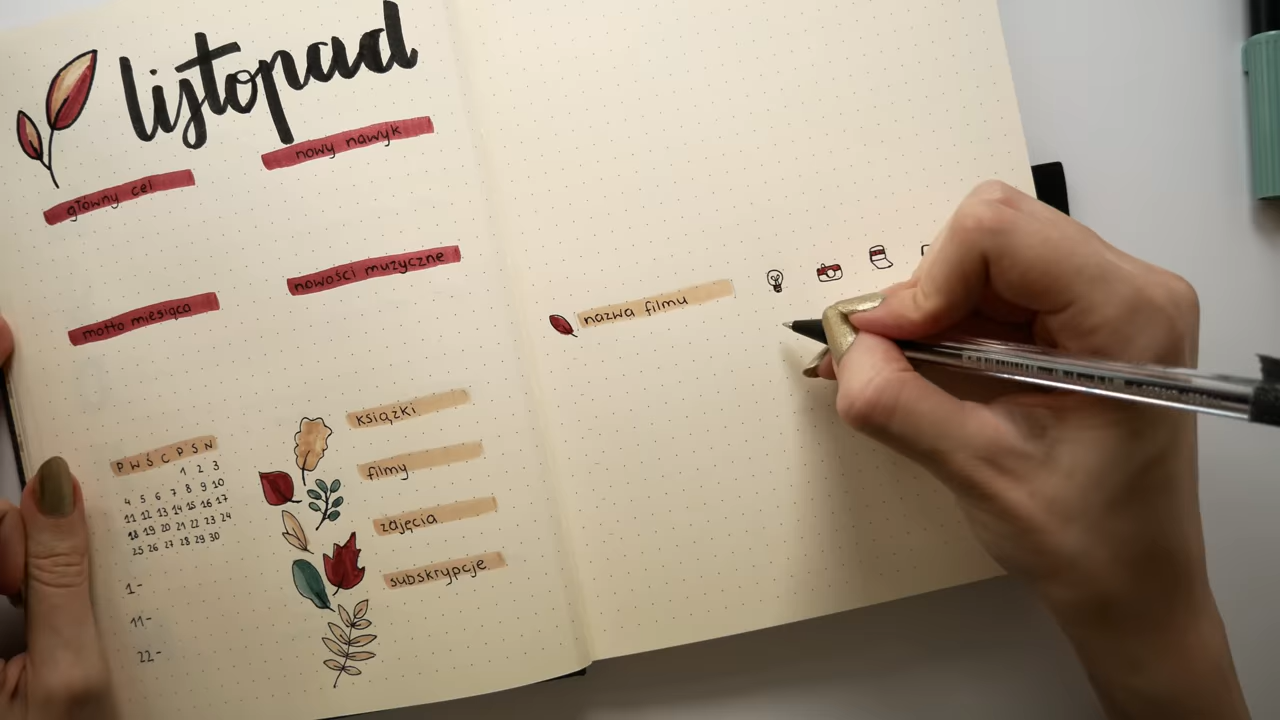 listopad
nowy nawyk
główny cel
nowości muzyczne
motto miesiąca
książki
filmy
zdjęcia
subskrypcje
P W Ś C P S N
1 2 3
4 5 6 7 8 9 10
11 12 13 14 15 16 17
18 19 20 21 22 23 24
25 26 27 28 29 30
1-
11-
22-
nazwa filmu